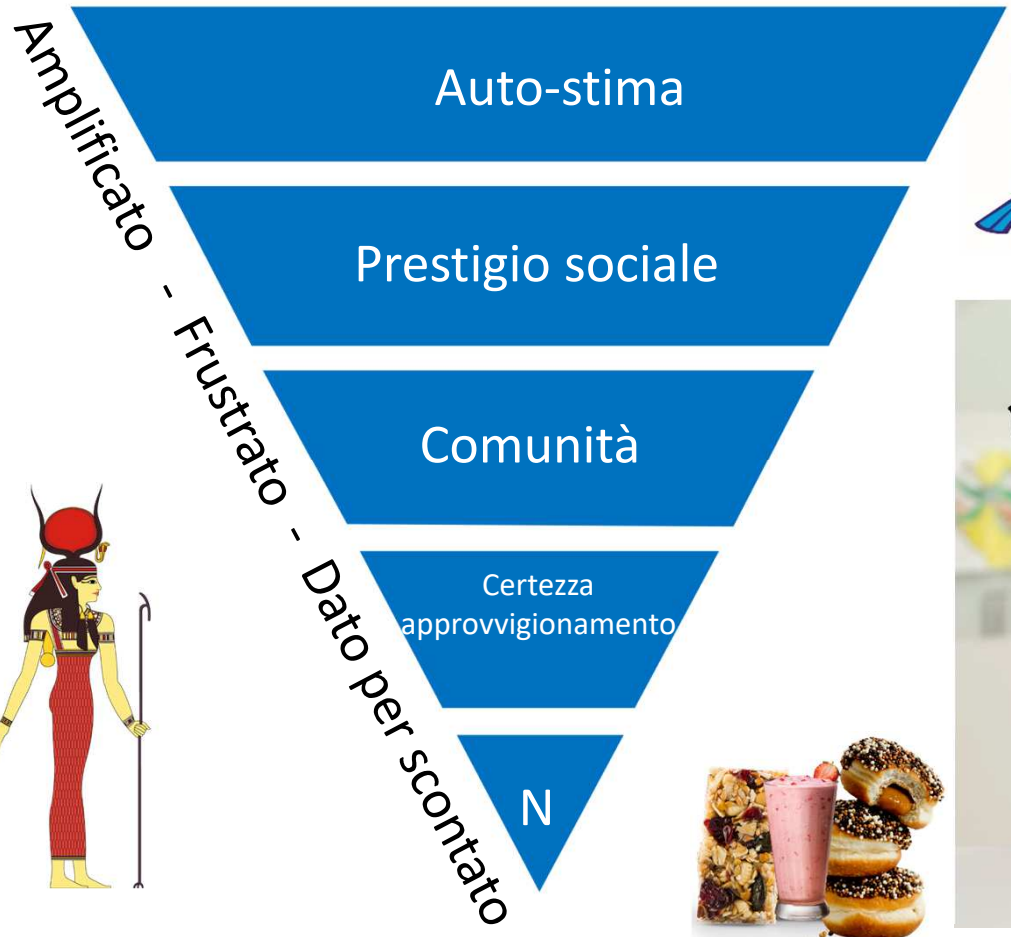 Auto-stima
Prestigio sociale
Comunità
Certezza
approvvigionamento
N
Amplificato - Frustrato - Dato per scontato